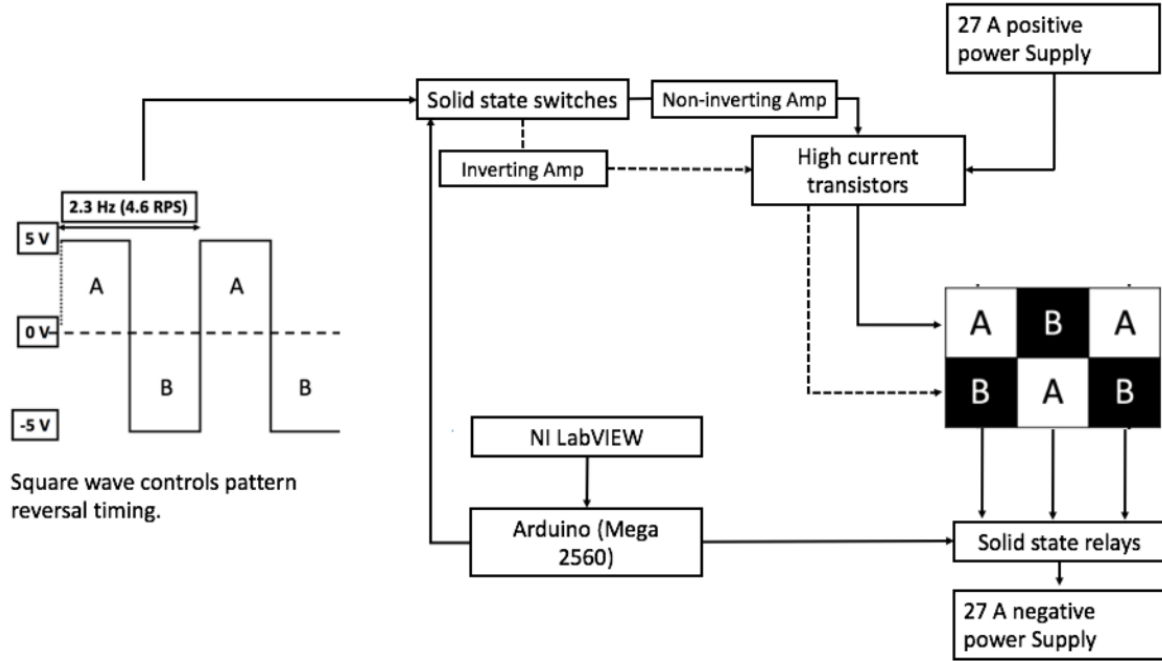 27 A positive
power Supply
Solid state switches
Non-inverting Amp
High current
transistors
Inverting Amp
2.3 Hz (4.6 RPS)
5 V
A
A
0 V
B
B
-5 V
A
B
A
B
A
B
NI LabVIEW
Square wave controls pattern
reversal timing.
Arduino (Mega
2560)
Solid state relays
27 A negative
power Supply